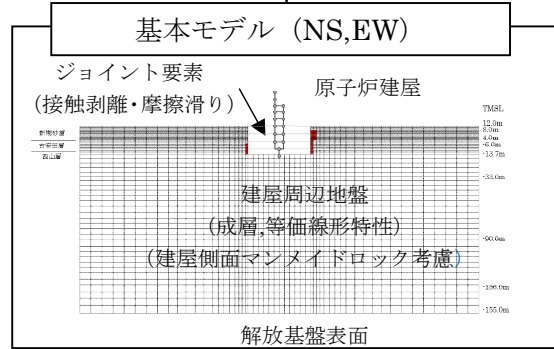 基本モデル（NS,EW）
ジョイント要素
（接触剥離・摩擦滑り）
原子炉建屋
TMSL
12.0m
8.0m
4.0m
-6.0m
-13.7m
新期砂層
古安田層
西山層
-33.0m
建屋周辺地盤
（成層,等価線形特性）
（建屋側面マンメイドロック考慮）
-90.0m
-136.0m
-155.0m
解放基盤表面